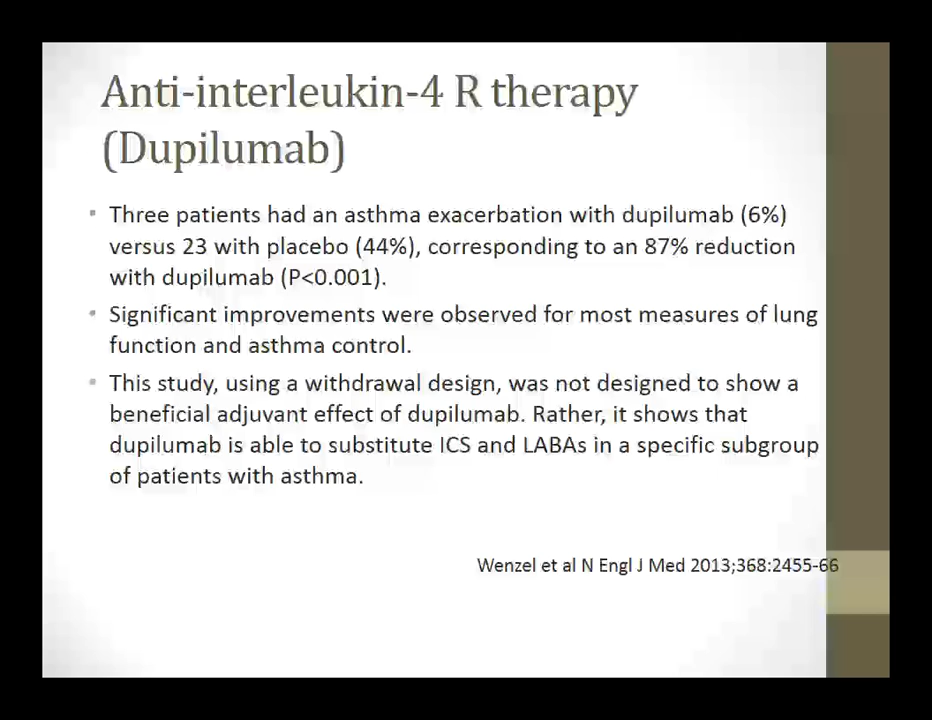 Anti-interleukin-4 R therapy
(Dupilumab)
▪ Three patients had an asthma exacerbation with dupilumab (6%)
versus 23 with placebo (44%), corresponding to an 87% reduction
with dupilumab (P<0.001).
▪ Significant improvements were observed for most measures of lung
function and asthma control.
▪ This study, using a withdrawal design, was not designed to show a
beneficial adjuvant effect of dupilumab. Rather, it shows that
dupilumab is able to substitute ICS and LABAs in a specific subgroup
of patients with asthma.
Wenzel et al N Engl J Med 2013;368:2455-66